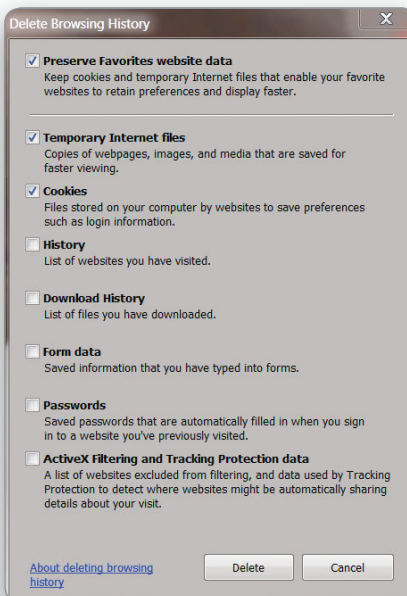 Delete Browsing History
X
Preserve Favorites website data
Keep cookies and temporary Internet files that enable your favorite
websites to retain preferences and display faster.
Temporary Internet files
Copies of webpages, images, and media that are saved for
faster viewing.
Cookies
Files stored on your computer by websites to save preferences
such as login information.
History
List of websites you have visited.
Download History
List of files you have downloaded.
Form data
Saved information that you have typed into forms.
Passwords
Saved passwords that are automatically filled in when you sign
in to a website you've previously visited.
ActiveX Filtering and Tracking Protection data
A list of websites excluded from filtering, and data used by Tracking
Protection to detect where websites might be automatically sharing
details about your visit.
About deleting browsing
history
Delete
Cancel